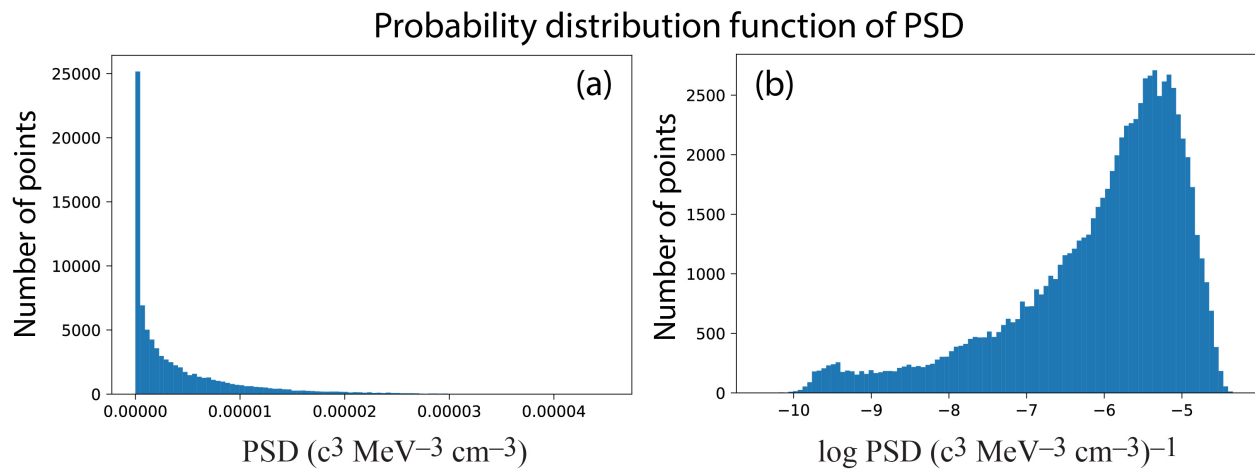 Probability distribution function of PSD
(a)
Number of points
25000
20000
15000
10000
5000
0
0.00000 0.00001 0.00002 0.00003 0.00004
PSD (c³ MeV⁻³ cm⁻³)
(b)
Number of points
2500
2000
1500
1000
500
0
−10 −9 −8 −7 −6 −5
log PSD (c³ MeV⁻³ cm⁻³)⁻¹